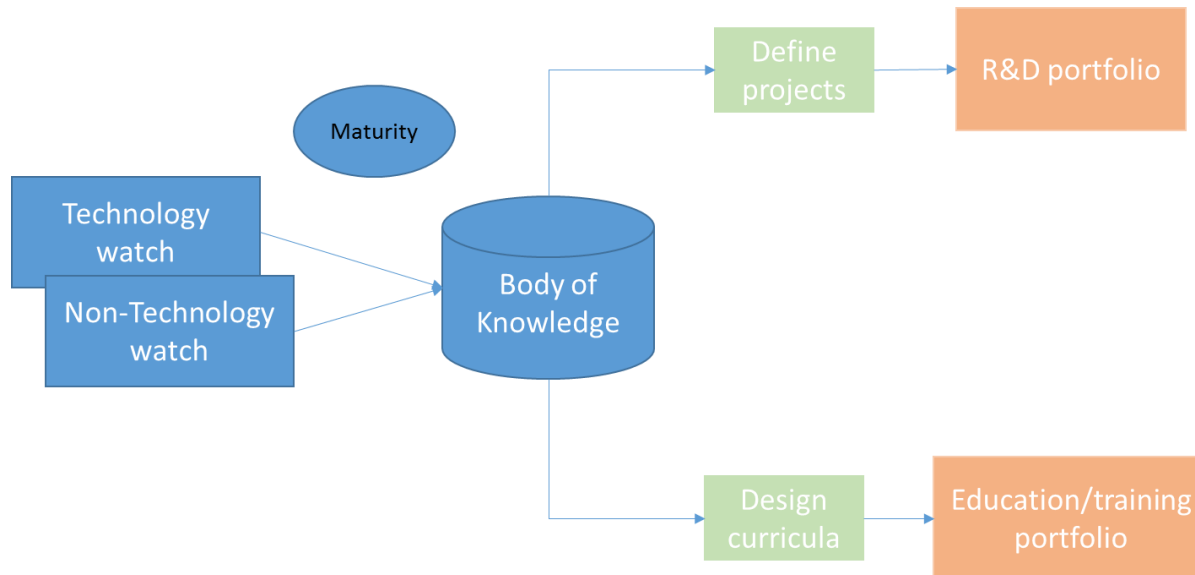 Define
projects
R&D portfolio
Maturity
Technology
watch
Non-Technology
watch
Body of
Knowledge
Design
curricula
Education/training
portfolio